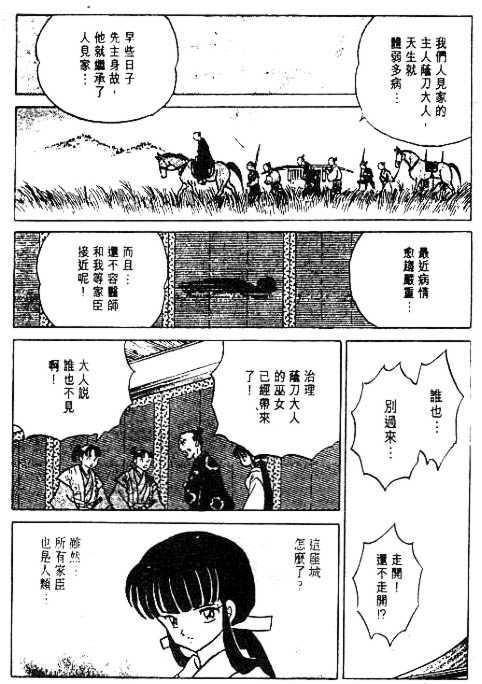 我們人見家的
主人蔭刀大人，
天生就
體弱多病…
早些日子
先主身故，
他就繼承了
人見家…
最近病情
愈趨嚴重…
而且…
還不容醫師
和我等家臣
接近呢！
誰也…
別過來…
走開！
還不走開!?
治理
蔭刀大人
的巫女
已經帶來
了！
大人說
誰也不見
啊！
這座城
怎麼了？
雖然…
所有家臣
也是人類…